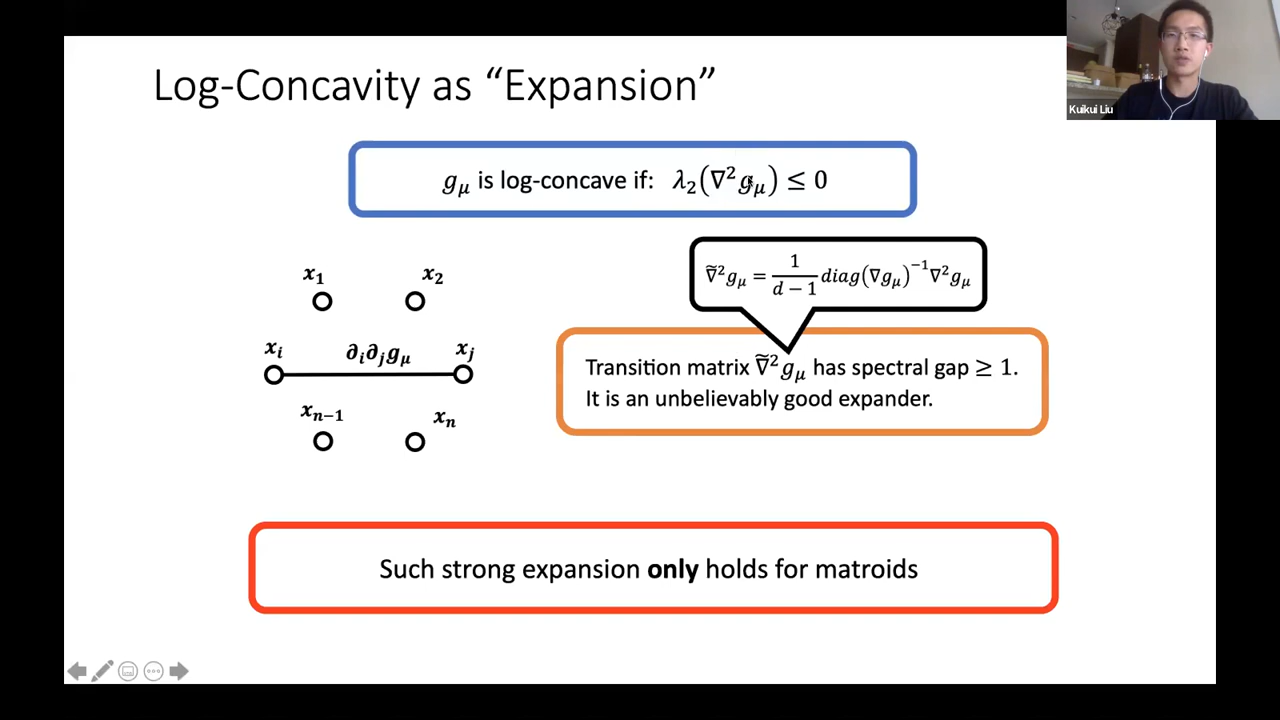 Log-Concavity as “Expansion”
Kuikui Liu
g_μ is log-concave if: λ₂(∇²g_μ) ≤ 0
∇̃²g_μ = 1/(d − 1) diag(∇g_μ)⁻¹∇²g_μ
x₁ x₂
x_i ∂_i∂_j g_μ x_j
x_{n−1} x_n
Transition matrix ∇̃²g_μ has spectral gap ≥ 1.
It is an unbelievably good expander.
Such strong expansion only holds for matroids